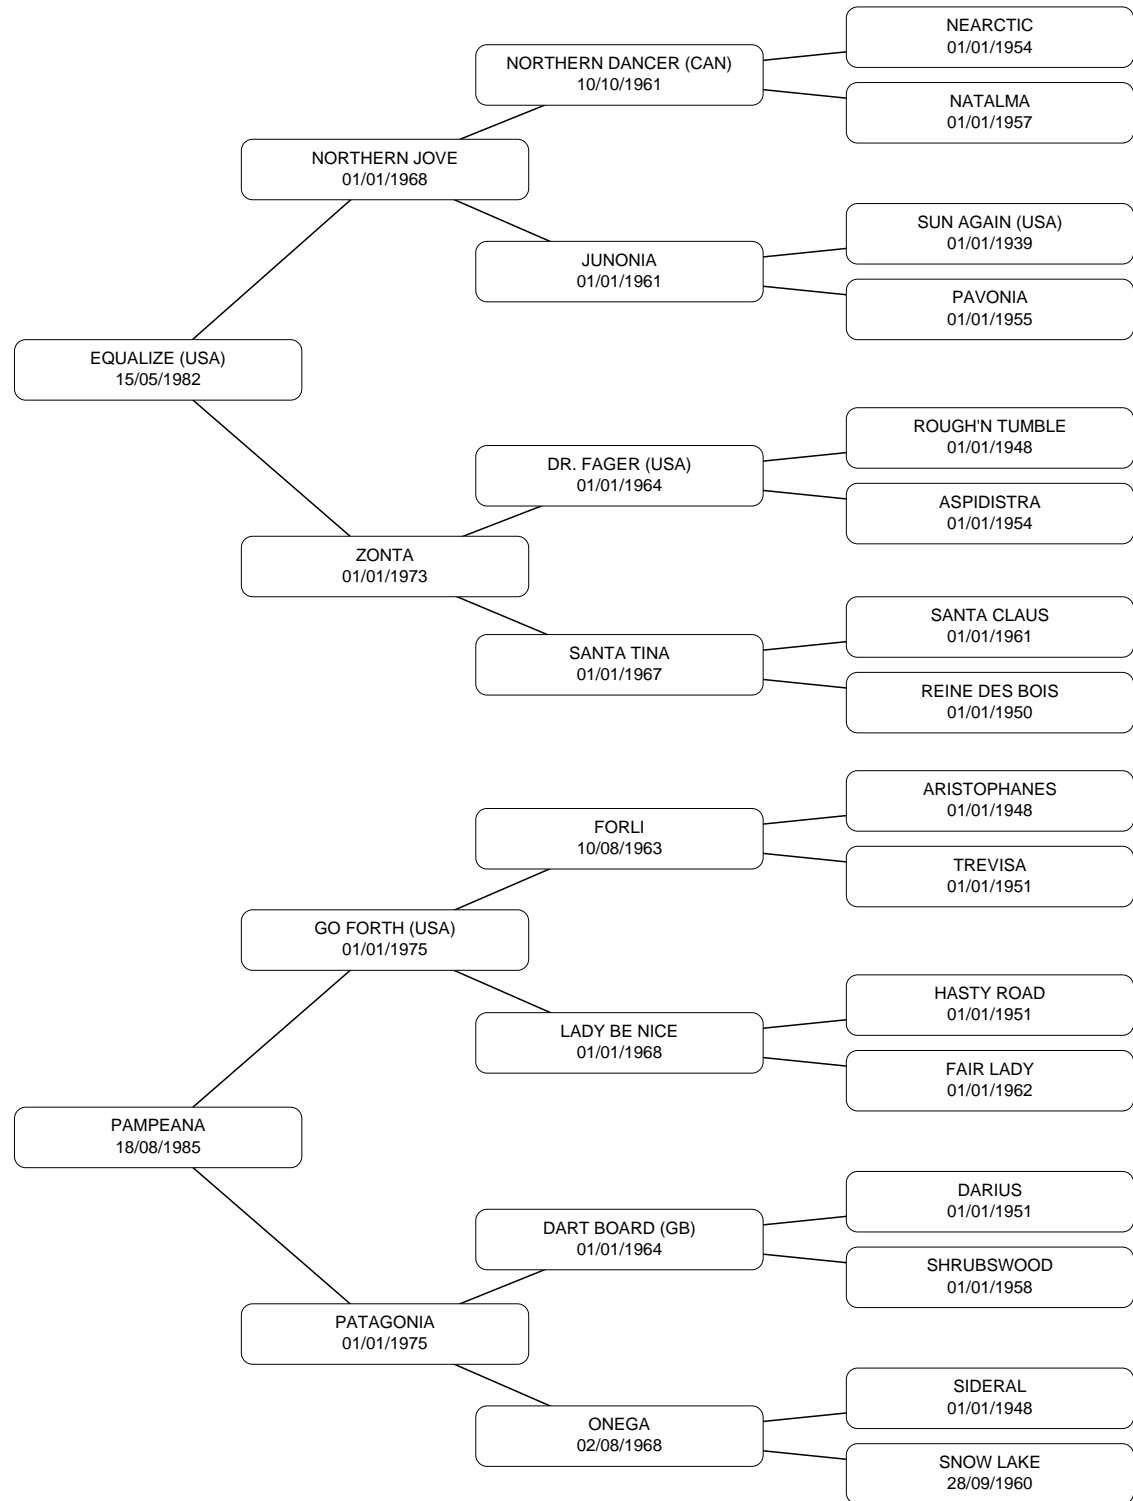 NEARCTIC
01/01/1954
NORTHERN DANCER (CAN)
10/10/1961
NATALMA
01/01/1957
NORTHERN JOVE
01/01/1968
SUN AGAIN (USA)
01/01/1939
JUNONIA
01/01/1961
PAVONIA
01/01/1955
EQUALIZE (USA)
15/05/1982
ROUGH'N TUMBLE
01/01/1948
DR. FAGER (USA)
01/01/1964
ASPIDISTRA
01/01/1954
ZONTA
01/01/1973
SANTA CLAUS
01/01/1961
SANTA TINA
01/01/1967
REINE DES BOIS
01/01/1950
ARISTOPHANES
01/01/1948
FORLI
10/08/1963
TREVISA
01/01/1951
GO FORTH (USA)
01/01/1975
HASTY ROAD
01/01/1951
LADY BE NICE
01/01/1968
FAIR LADY
01/01/1962
PAMPEANA
18/08/1985
DARIUS
01/01/1951
DART BOARD (GB)
01/01/1964
SHRUBSWOOD
01/01/1958
PATAGONIA
01/01/1975
SIDERAL
01/01/1948
ONEGA
02/08/1968
SNOW LAKE
28/09/1960